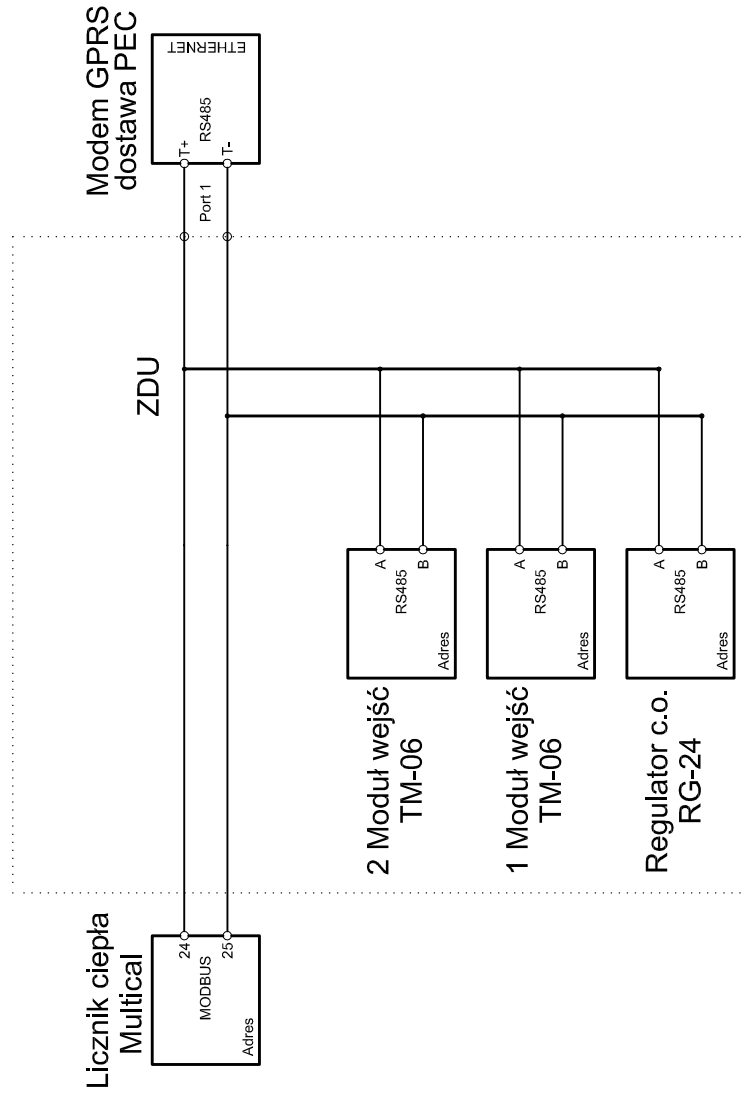 Modem GPRS
dostawa PEC
ETHERNET
RS485
T+
T-
Port 1
ZDU
A
B
RS485
Adres
2 Moduł wejść
TM-06
A
B
RS485
Adres
1 Moduł wejść
TM-06
A
B
RS485
Adres
Regulator c.o.
RG-24
Licznik ciepła
Multical
24
25
MODBUS
Adres